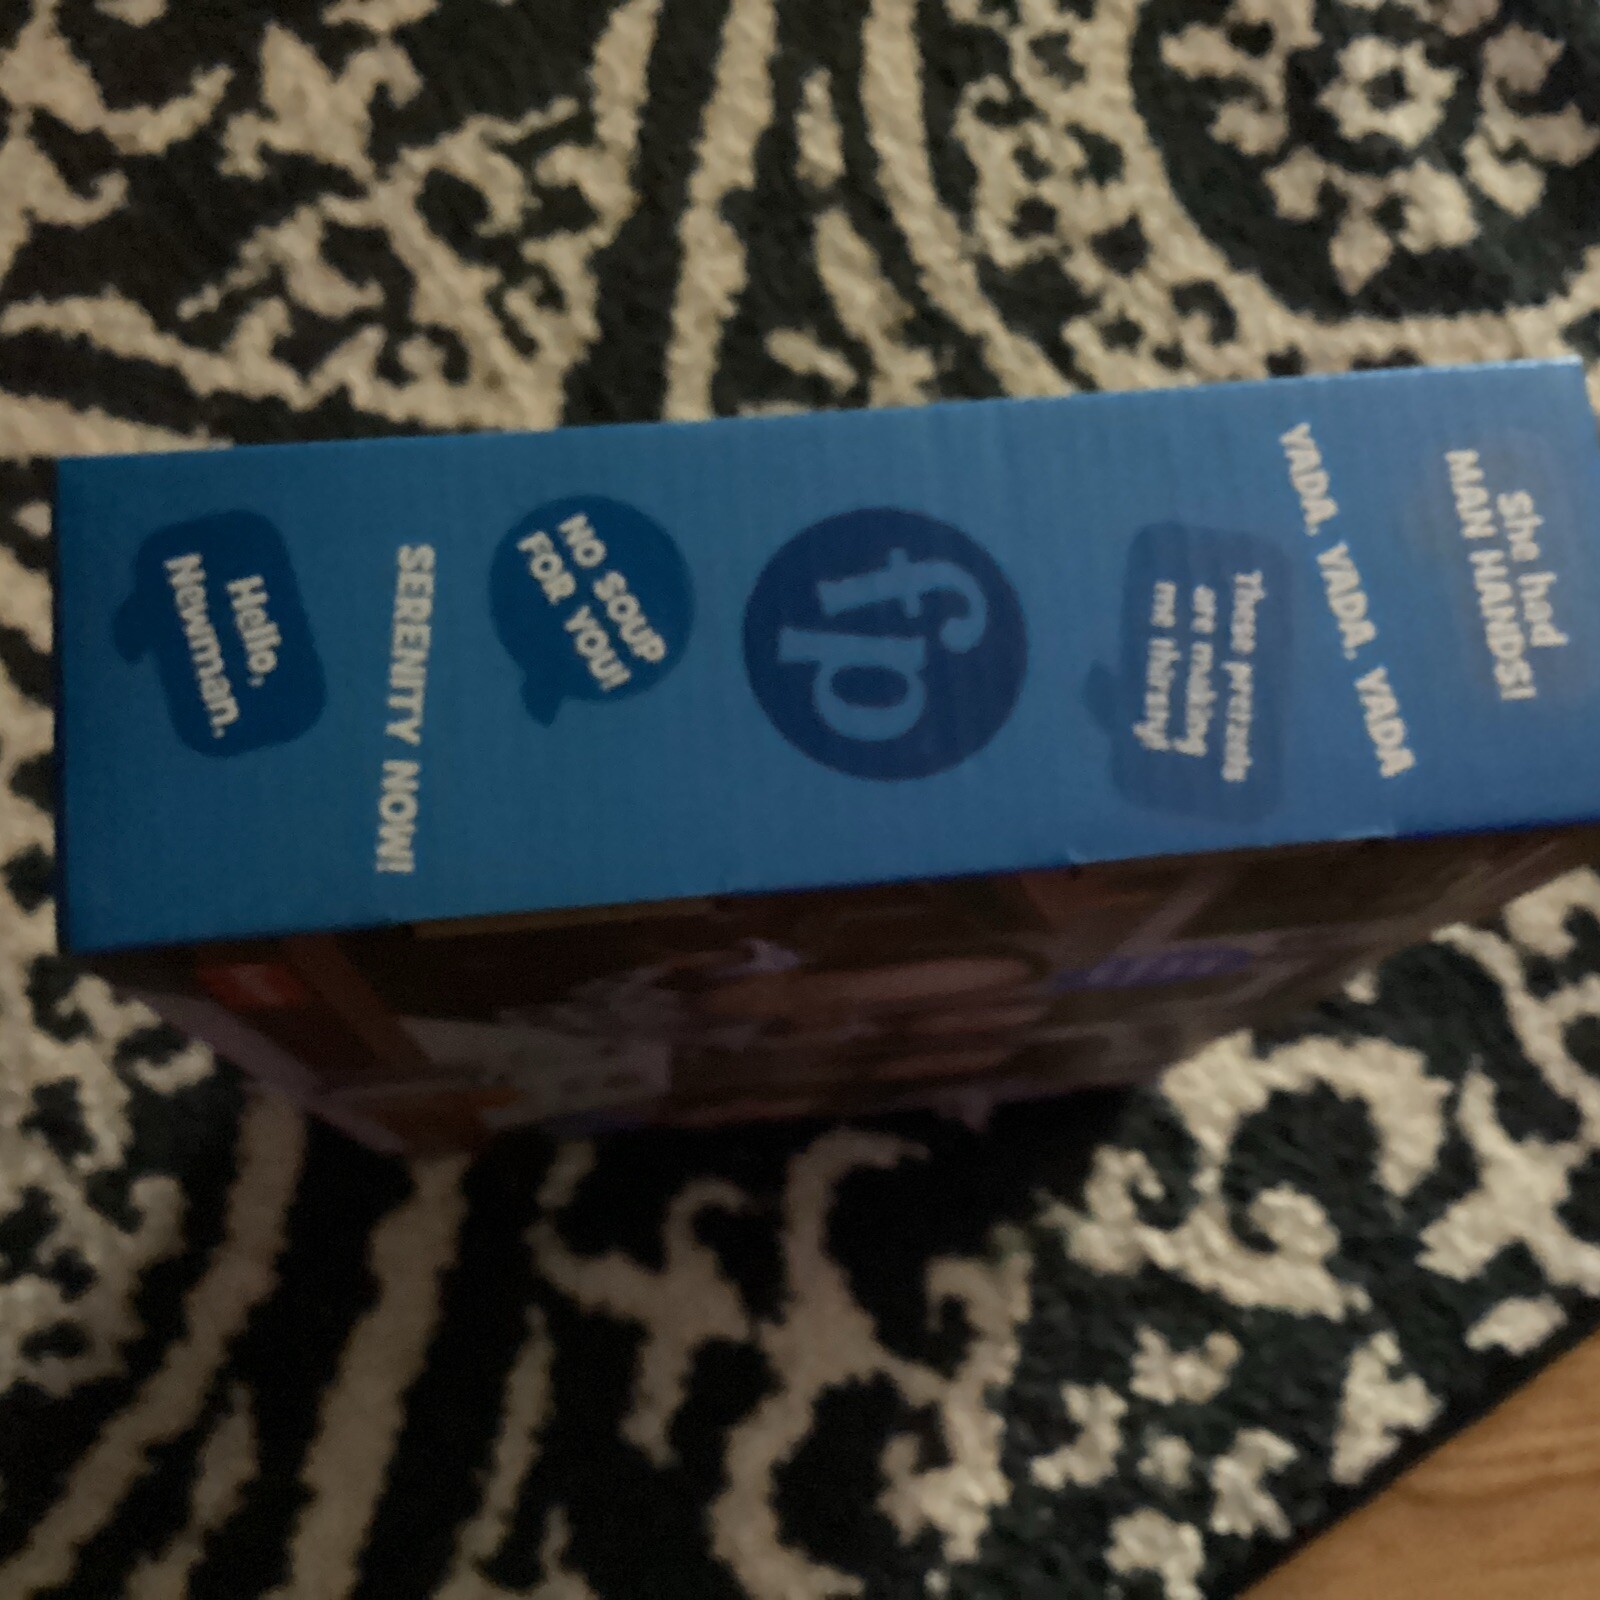 She had
MAN HANDS!
YADA, YADA, YADA
These pretzels
are making
me thirsty!
fp
NO SOUP
FOR YOU!
SERENITY NOW!
Hello,
Newman.